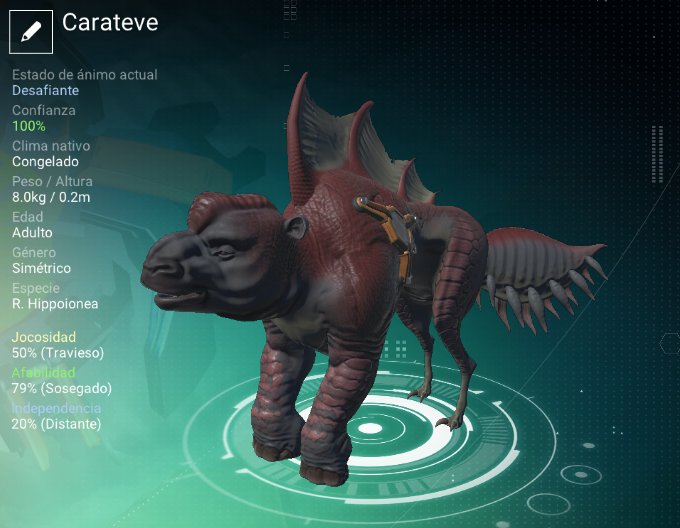 Carateve
Estado de ánimo actual
Desafiante
Confianza
100%
Clima nativo
Congelado
Peso / Altura
8.0kg / 0.2m
Edad
Adulto
Género
Simétrico
Especie
R. Hippoionea
Jocosidad
50% (Travieso)
Afabilidad
79% (Sosegado)
Independencia
20% (Distante)